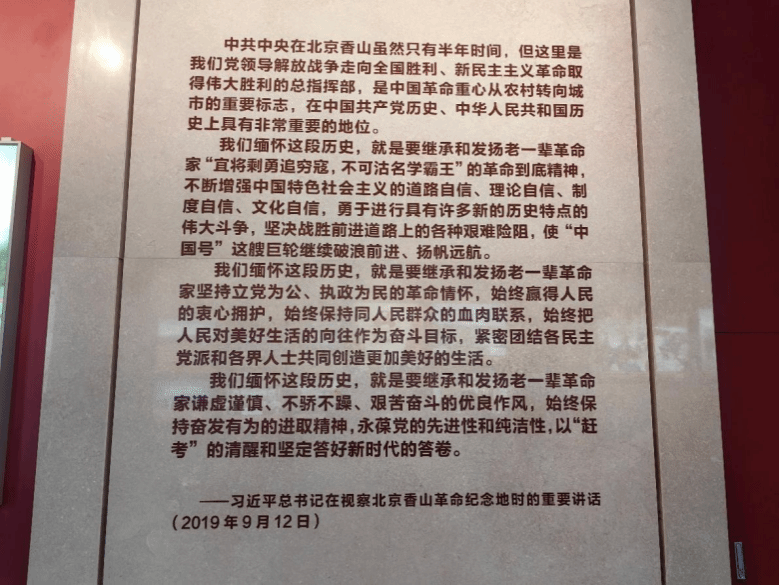 中共中央在北京香山虽然只有半年时间，但这里是
我们党领导解放战争走向全国胜利、新民主主义革命取
得伟大胜利的总指挥部，是中国革命重心从农村转向城
市的重要标志，在中国共产党历史、中华人民共和国历
史上具有非常重要的地位。
我们缅怀这段历史，就是要继承和发扬老一辈革命
家“宜将剩勇追穷寇，不可沽名学霸王”的革命到底精神，
不断增强中国特色社会主义的道路自信、理论自信、制
度自信、文化自信，勇于进行具有许多新的历史特点的
伟大斗争，坚决战胜前进道路上的各种艰难险阻，使“中
国号”这艘巨轮继续破浪前进、扬帆远航。
我们缅怀这段历史，就是要继承和发扬老一辈革命
家坚持立党为公、执政为民的革命情怀，始终赢得人民
的衷心拥护，始终保持同人民群众的血肉联系，始终把
人民对美好生活的向往作为奋斗目标，紧密团结各民主
党派和各界人士共同创造更加美好的生活。
我们缅怀这段历史，就是要继承和发扬老一辈革命
家谦虚谨慎、不骄不躁、艰苦奋斗的优良作风，始终保
持奋发有为的进取精神，永葆党的先进性和纯洁性，以“赶
考”的清醒和坚定答好新时代的答卷。
——习近平总书记在视察北京香山革命纪念地时的重要讲话
（2019年9月12日）